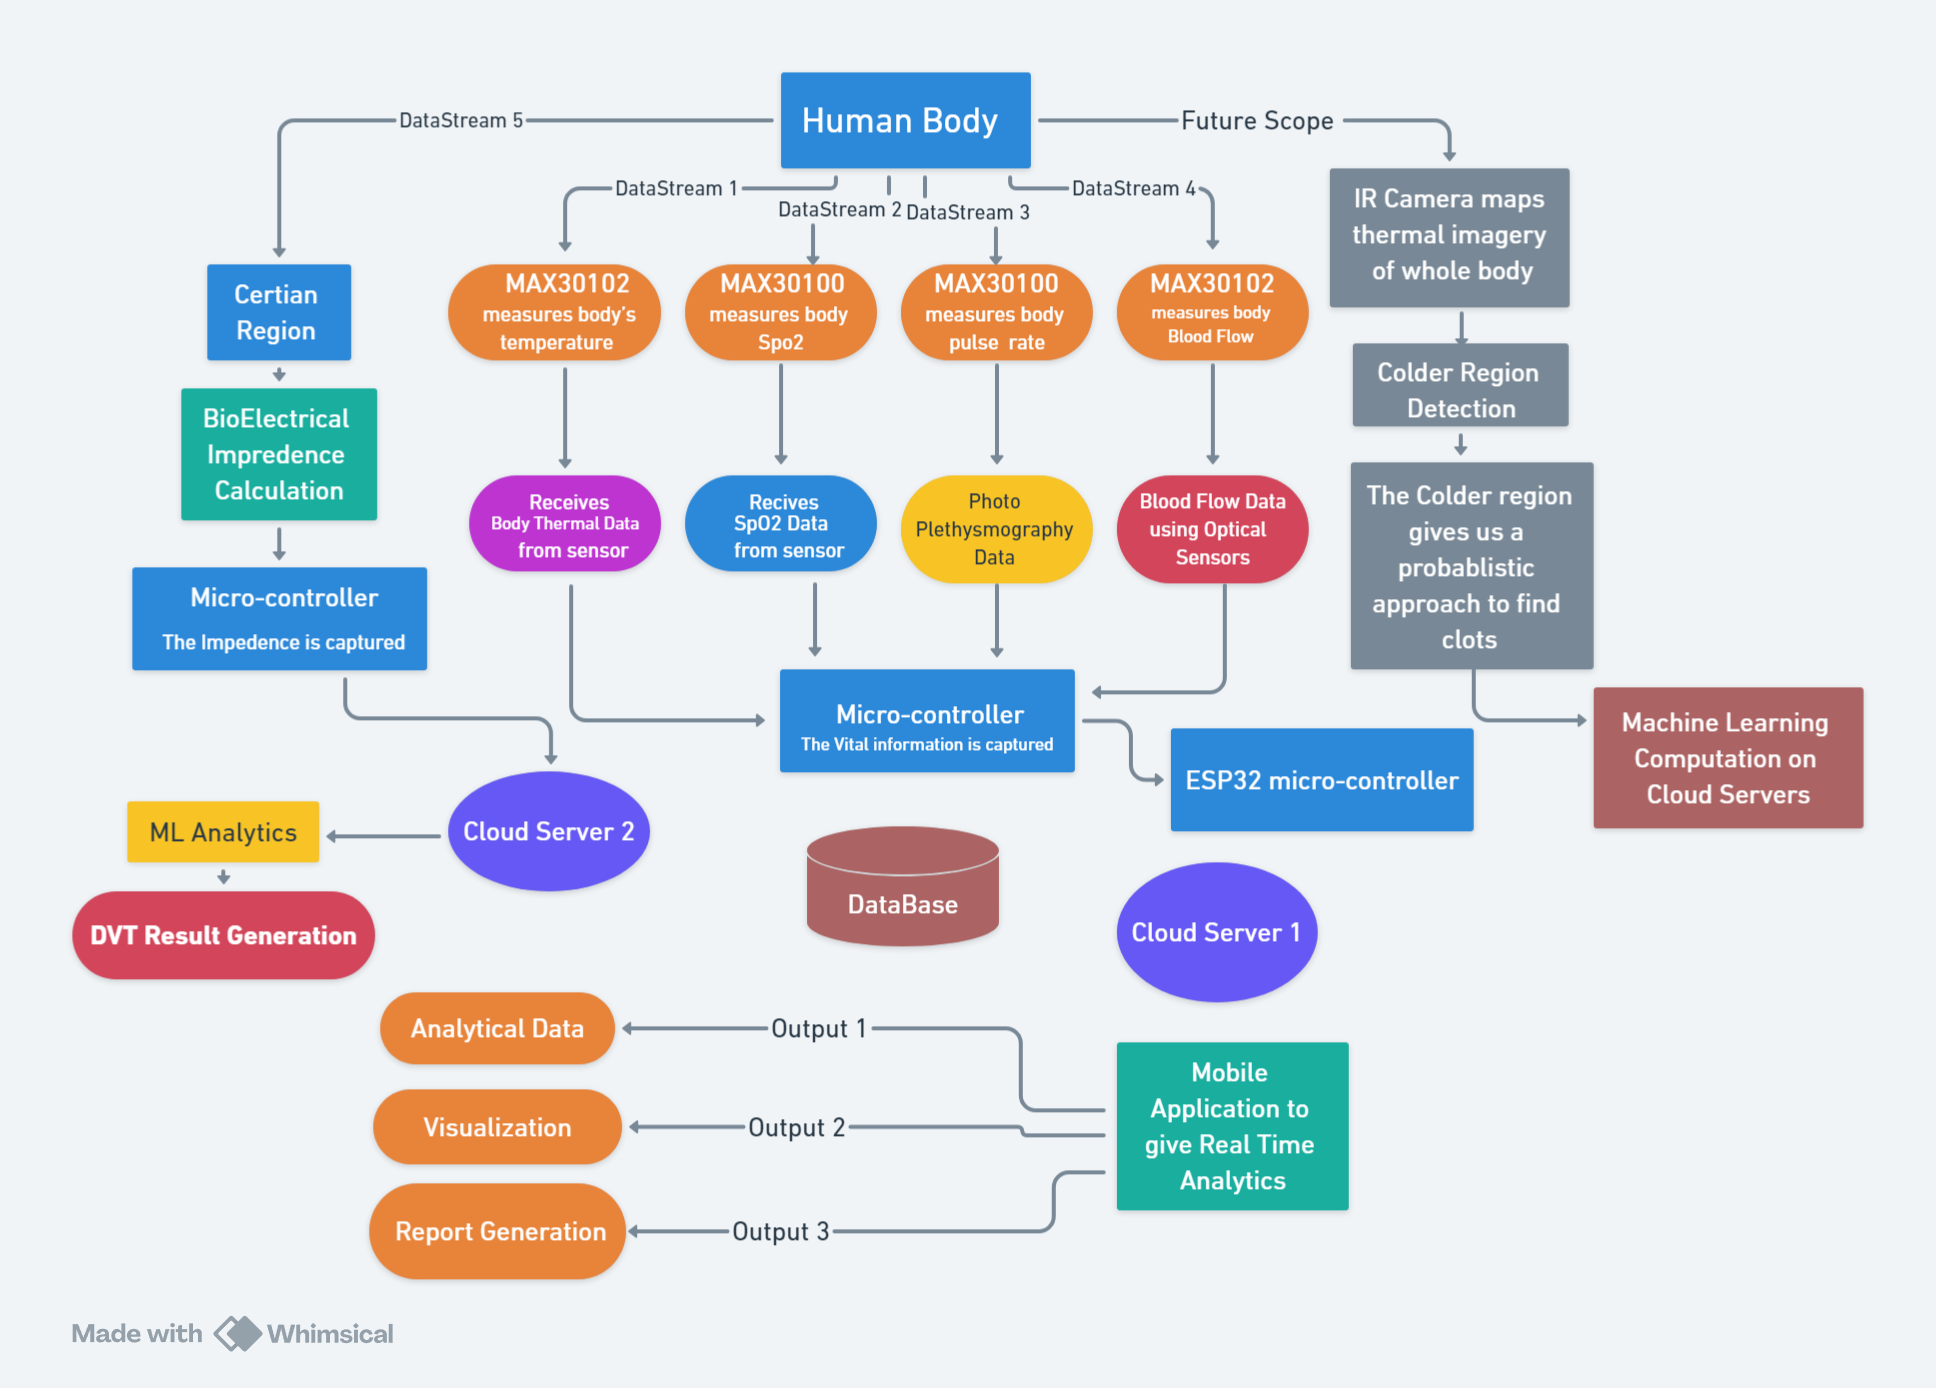 Human Body
DataStream 5
Future Scope
DataStream 1
DataStream 2
DataStream 3
DataStream 4
IR Camera maps
thermal imagery
of whole body
Certian
Region
MAX30102
measures body's
temperature
MAX30100
measures body
Spo2
MAX30100
measures body
pulse rate
MAX30102
measures body
Blood Flow
Colder Region
Detection
BioElectrical
Impredence
Calculation
Receives
Body Thermal Data
from sensor
Recives
SpO2 Data
from sensor
Photo
Plethysmography
Data
Blood Flow Data
using Optical
Sensors
The Colder region
gives us a
probablistic
approach to find
clots
Micro-controller
The Impedence is captured
Micro-controller
The Vital information is captured
ESP32 micro-controller
Machine Learning
Computation on
Cloud Servers
ML Analytics
Cloud Server 2
DataBase
Cloud Server 1
DVT Result Generation
Analytical Data
Output 1
Mobile
Application to
give Real Time
Analytics
Visualization
Output 2
Report Generation
Output 3
Made with Whimsical